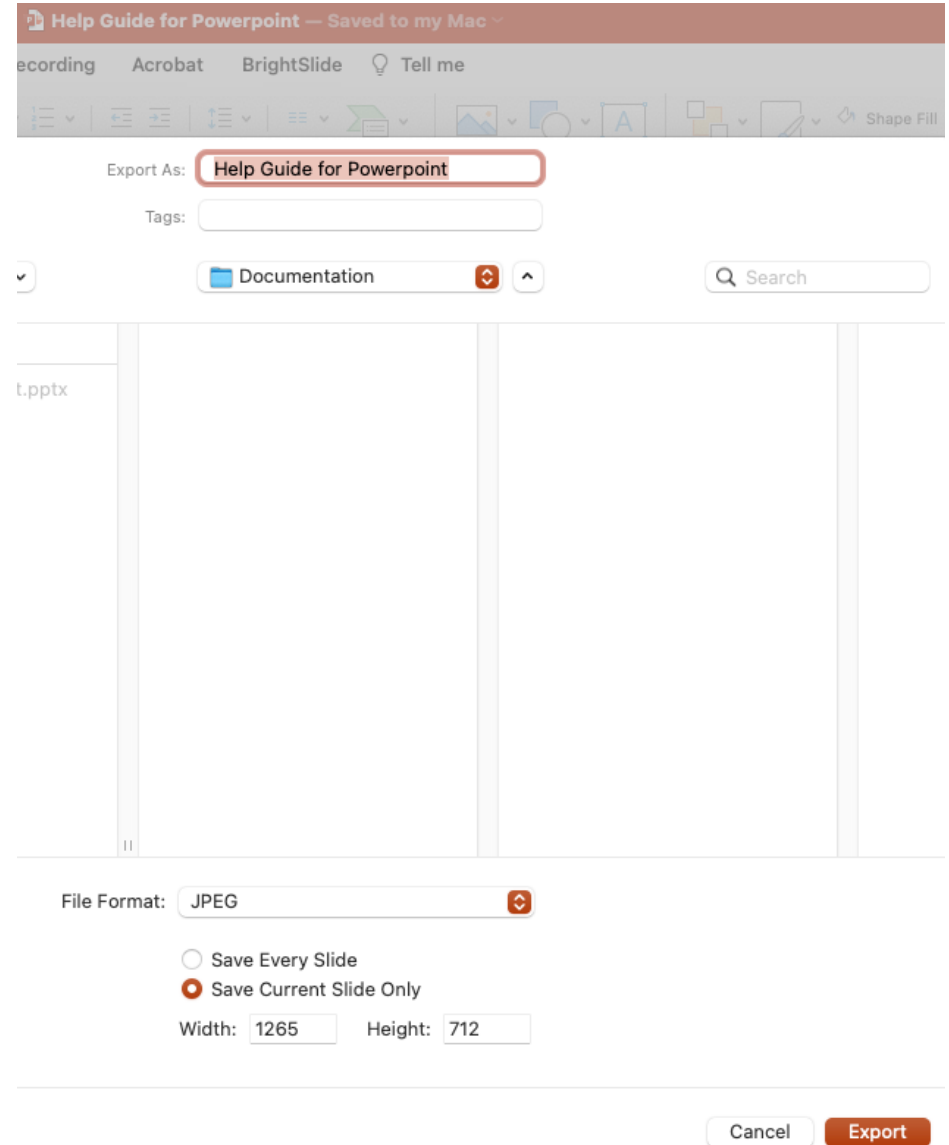 Help Guide for Powerpoint — Saved to my Mac
ecording Acrobat BrightSlide Tell me
A Shape Fill
Export As: Help Guide for Powerpoint
Tags:
Documentation Search
t.pptx
File Format: JPEG
Save Every Slide
Save Current Slide Only
Width: 1265 Height: 712
Cancel Export